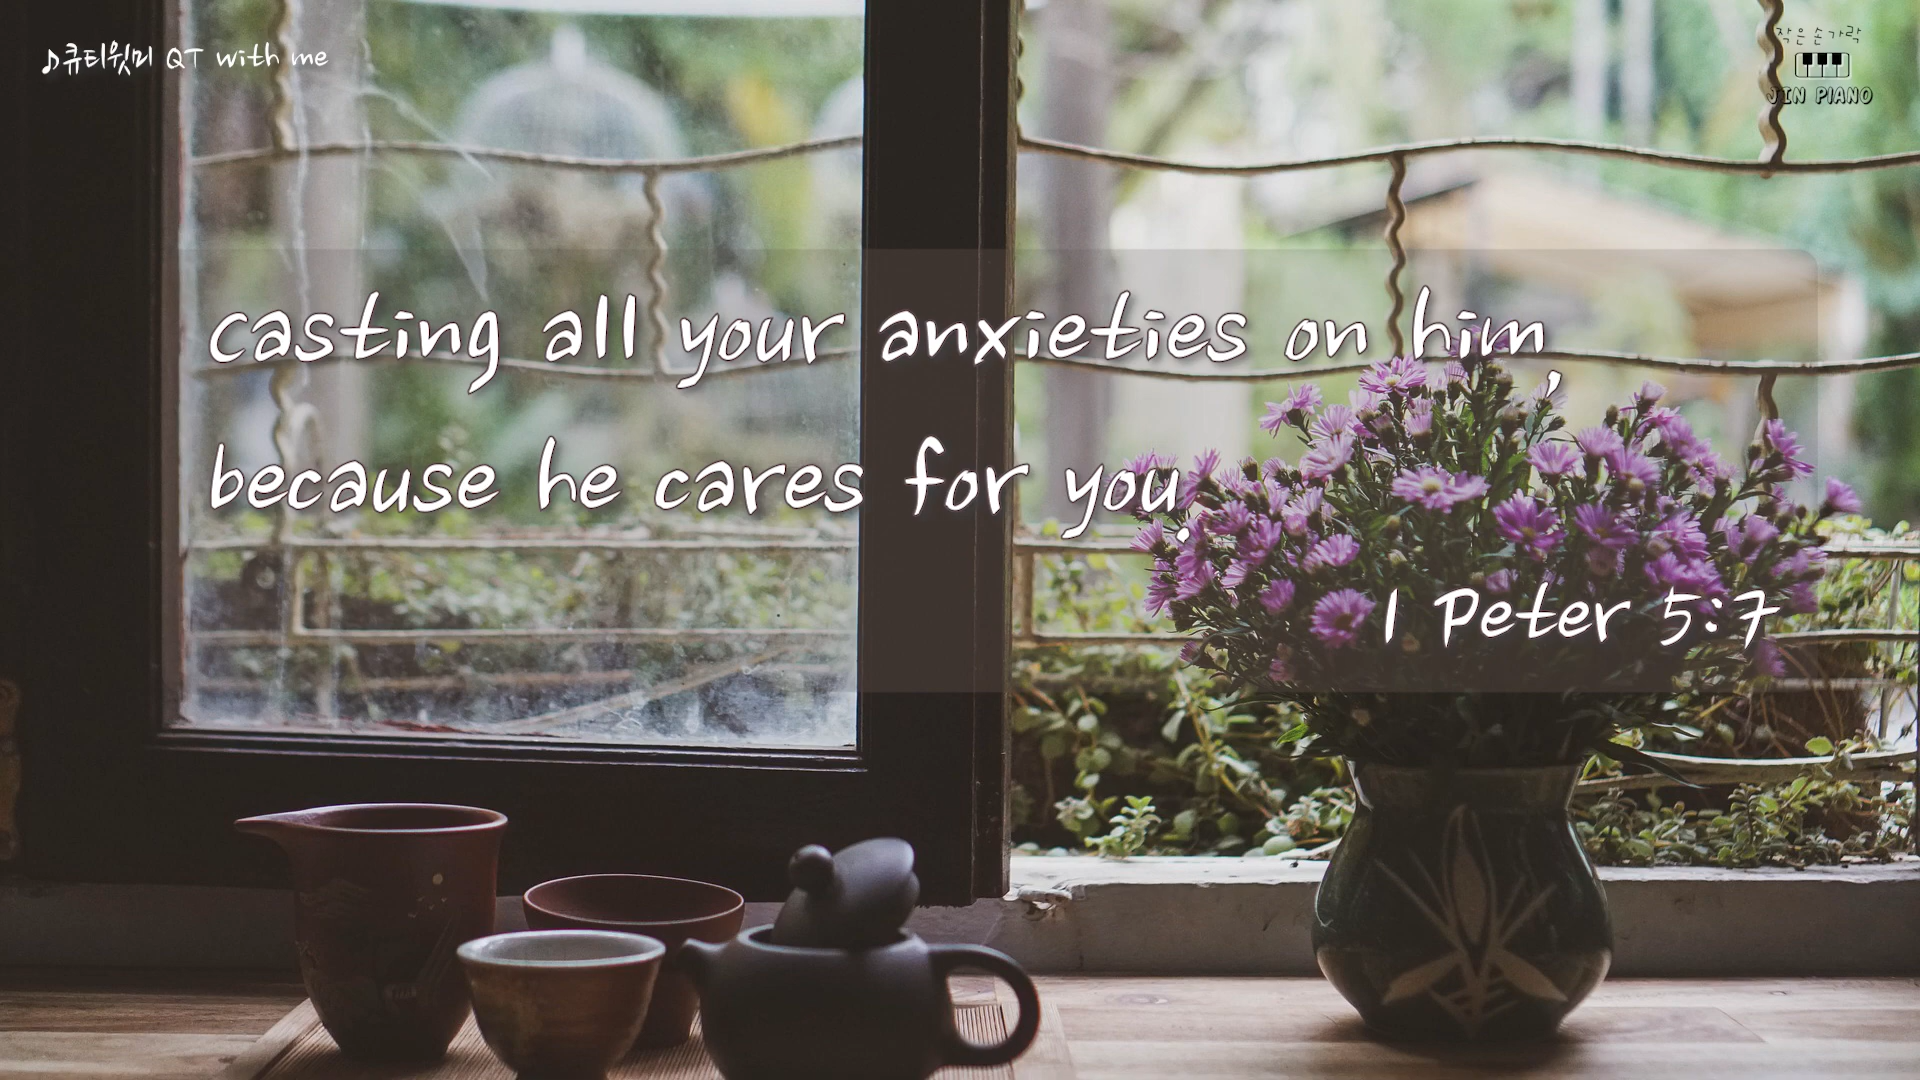 ♪큐티윗미 QT with me
작은손가락
JIN PIANO
casting all your anxieties on him,
because he cares for you.
1 Peter 5:7